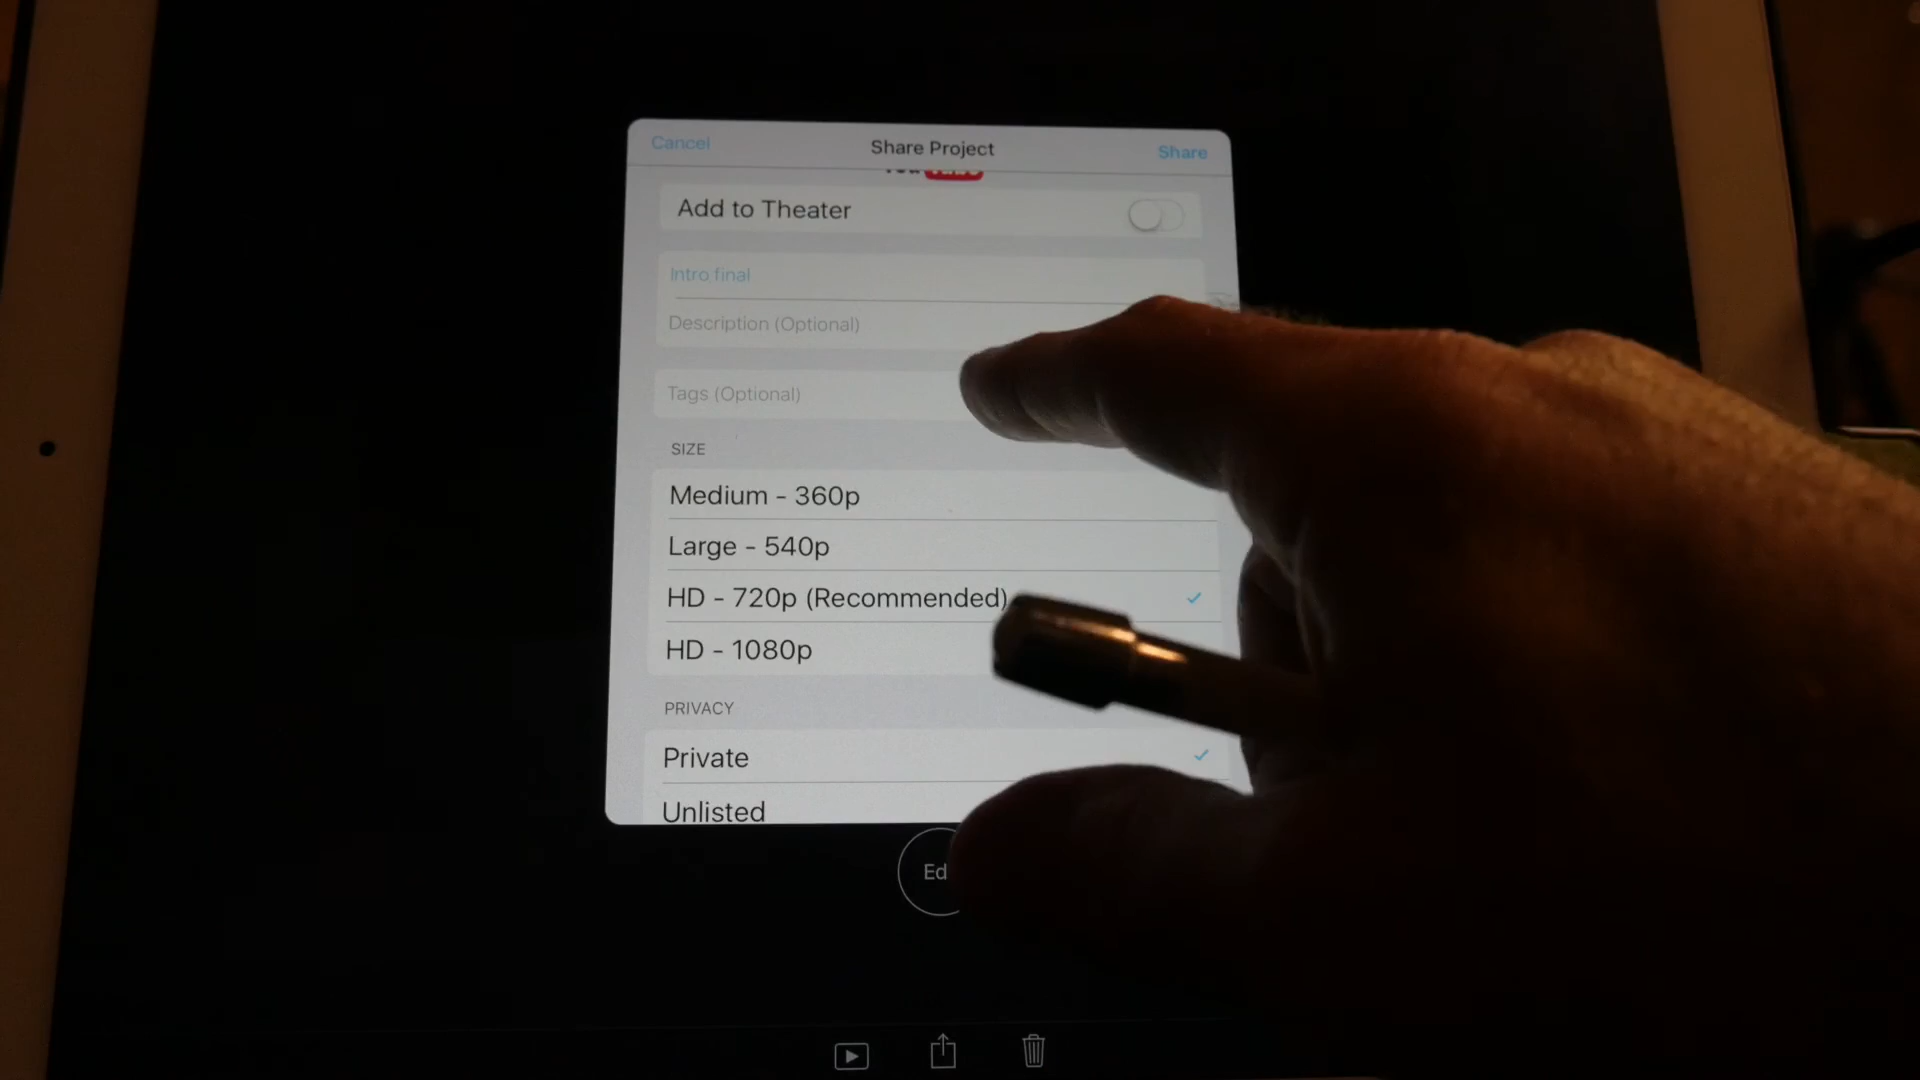 Cancel
Share Project
Share
Add to Theater
Intro final
Description (Optional)
Tags (Optional)
SIZE
Medium - 360p
Large - 540p
HD - 720p (Recommended)
HD - 1080p
PRIVACY
Private
Unlisted
Ed